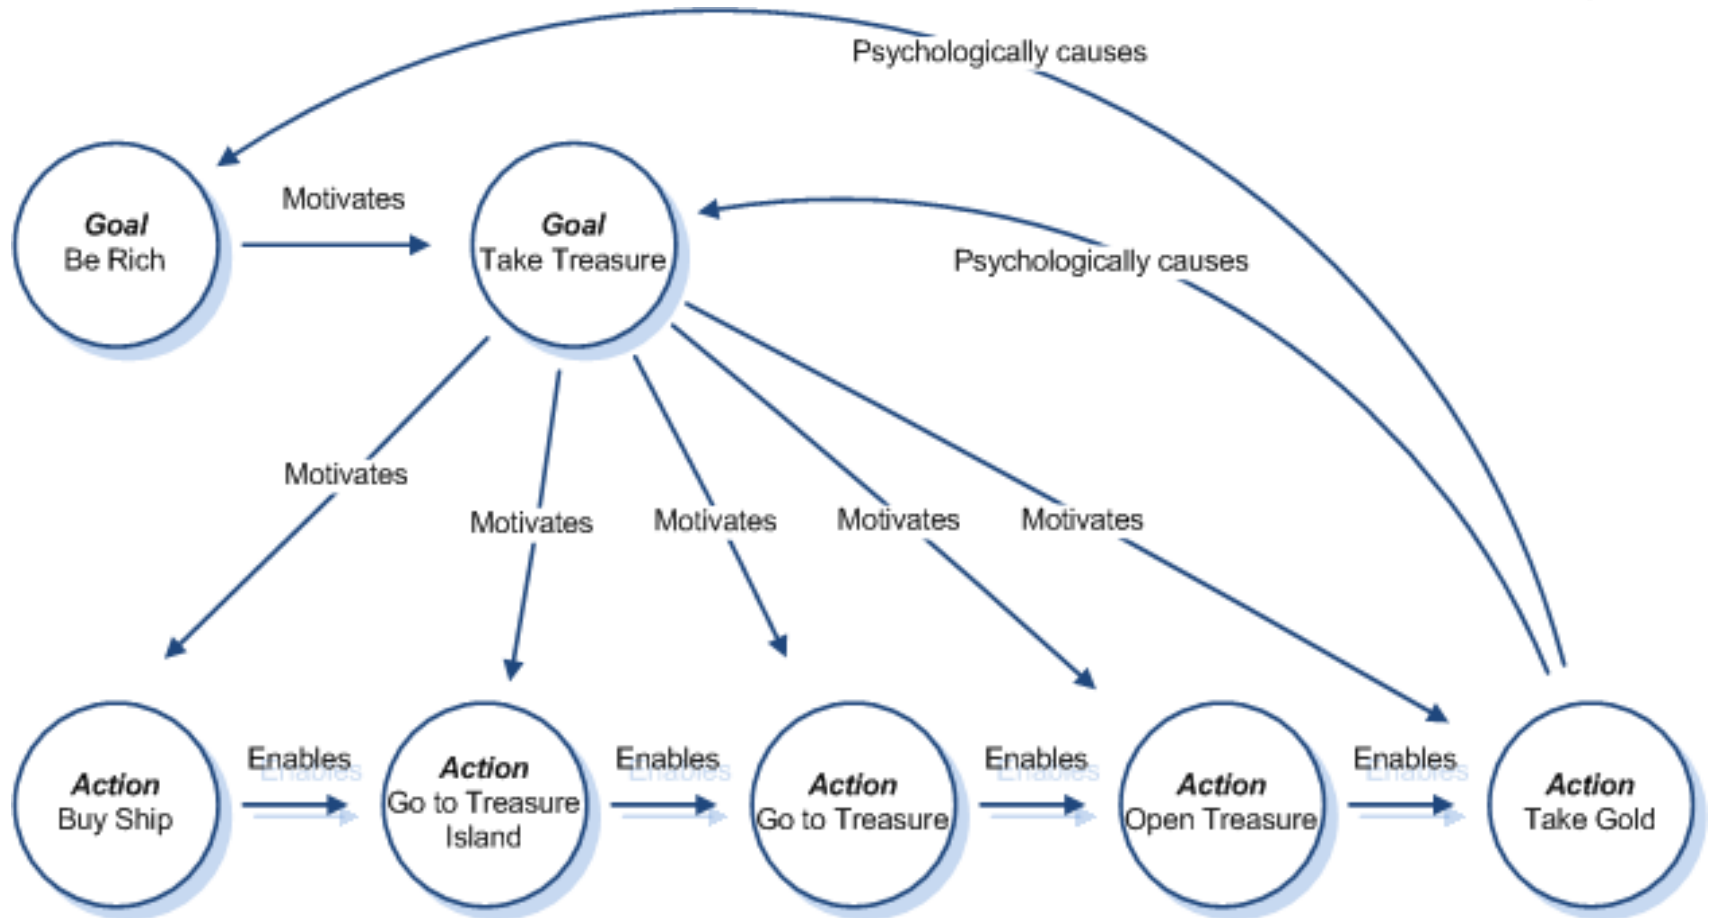 Psychologically causes
Motivates
Goal
Be Rich
Goal
Take Treasure
Psychologically causes
Motivates
Motivates
Motivates
Motivates
Motivates
Enables
Enables
Enables
Enables
Action
Buy Ship
Action
Go to Treasure
Island
Action
Go to Treasure
Action
Open Treasure
Action
Take Gold